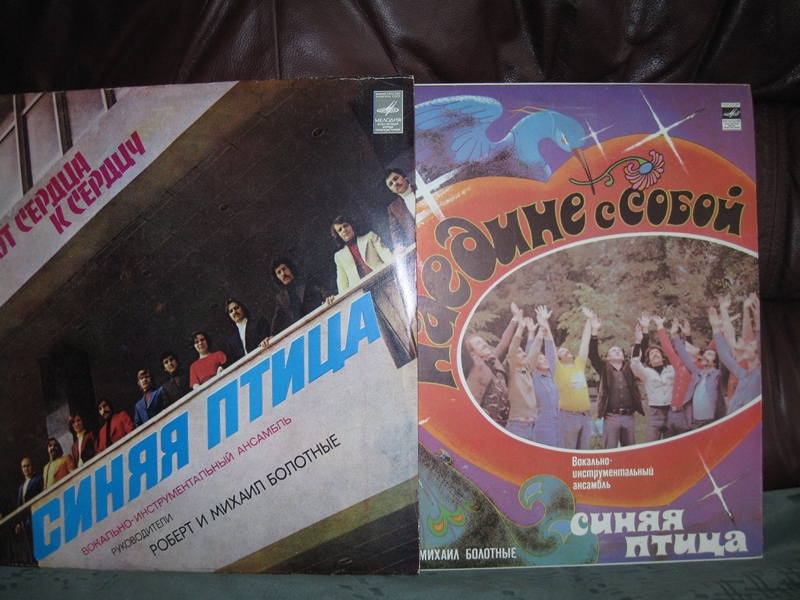 ОТ СЕРДЦА
К СЕРДЦУ
МЕЛОДИЯ
СИНЯЯ ПТИЦА
ВОКАЛЬНО-ИНСТРУМЕНТАЛЬНЫЙ АНСАМБЛЬ
РУКОВОДИТЕЛИ
РОБЕРТ И МИХАИЛ БОЛОТНЫЕ
НАЕДИНЕ С СОБОЙ
Вокально-
инструментальный
ансамбль
СИНЯЯ
ПТИЦА
МИХАИЛ БОЛОТНЫЕ